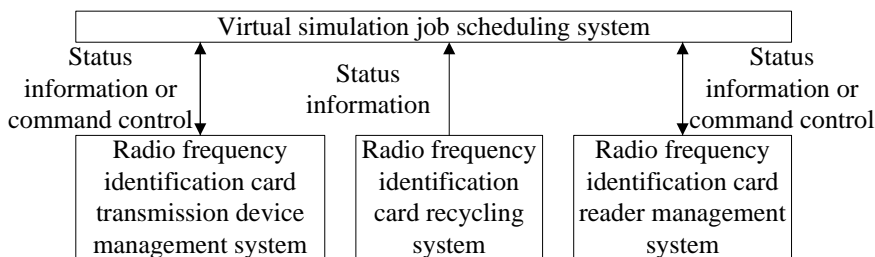 Virtual simulation job scheduling system
Status
information or
command control
Status
information
Status
information or
command control
Radio frequency
identification card
transmission device
management system
Radio frequency
identification
card recycling
system
Radio frequency
identification card
reader management
system